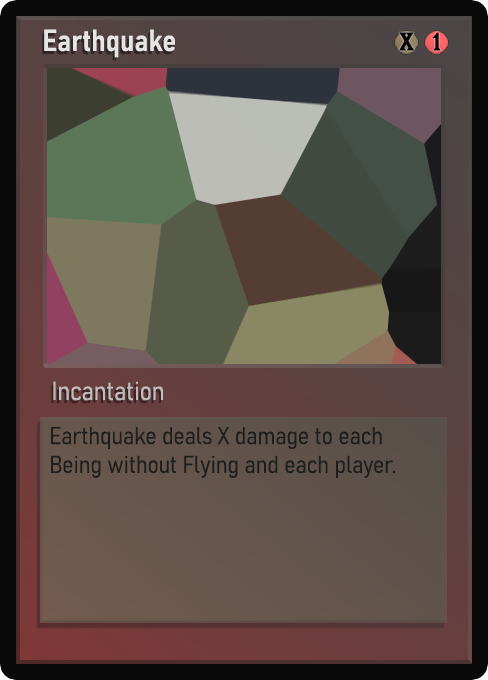 Earthquake X 1
Incantation
Earthquake deals X damage to each
Being without Flying and each player.